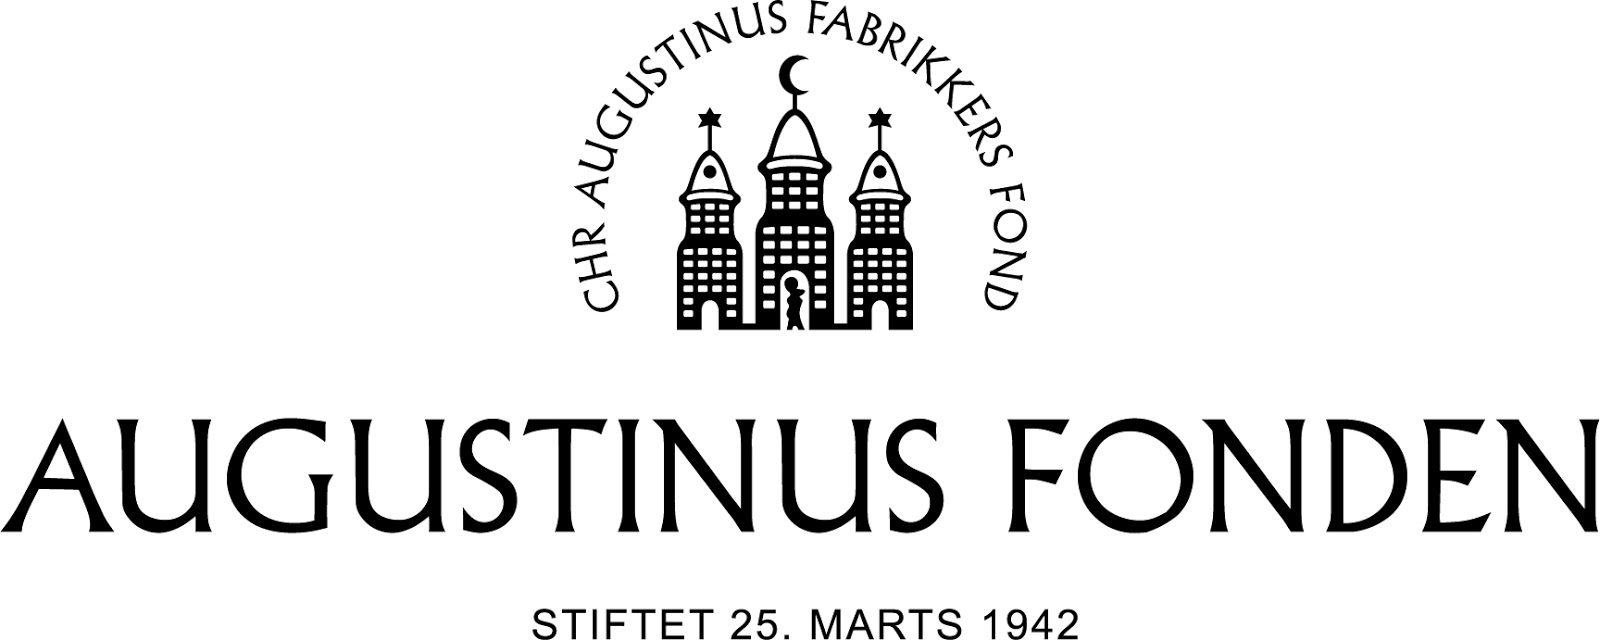 CHR AUGUSTINUS FABRIKKERS FOND
AUGUSTINUS FONDEN
STIFTET 25. MARTS 1942